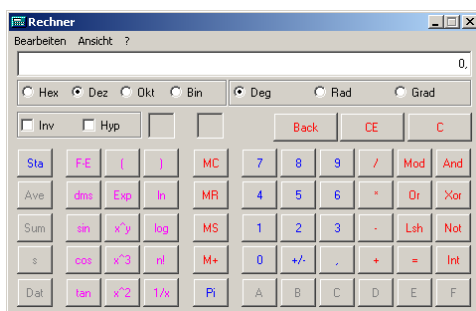 Rechner
Bearbeiten Ansicht ?
0,
Hex Dez Okt Bin Deg Rad Grad
Inv Hyp Back CE C
Sta F-E ( ) MC 7 8 9 / Mod And
Ave dms Exp ln MR 4 5 6 * Or Xor
Sum sin x^y log MS 1 2 3 - Lsh Not
s cos x^3 n! M+ 0 +/- , + = Int
Dat tan x^2 1/x Pi A B C D E F